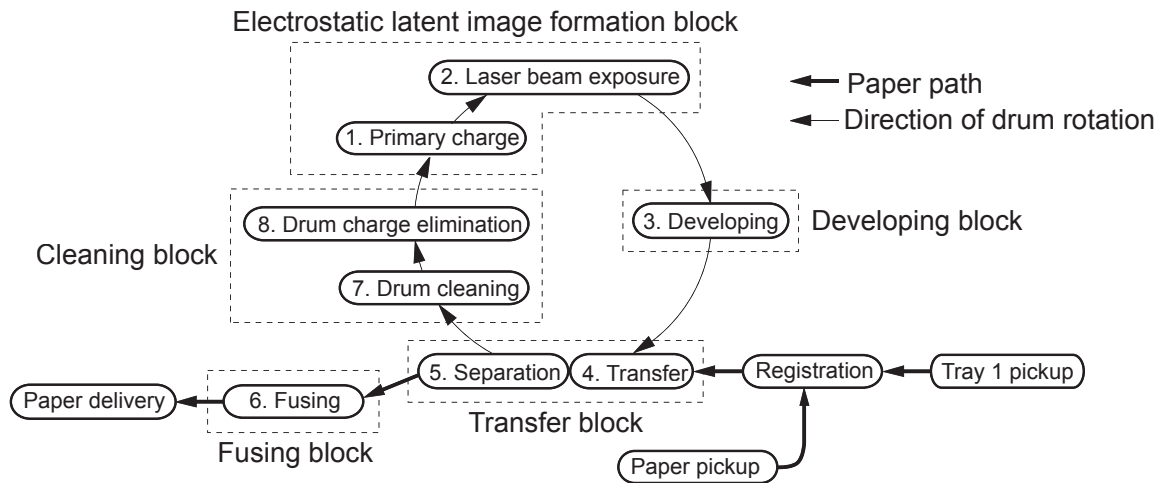 Electrostatic latent image formation block
2. Laser beam exposure
Paper path
Direction of drum rotation
1. Primary charge
8. Drum charge elimination
3. Developing
Developing block
Cleaning block
7. Drum cleaning
5. Separation
4. Transfer
Registration
Tray 1 pickup
Paper delivery
6. Fusing
Transfer block
Fusing block
Paper pickup